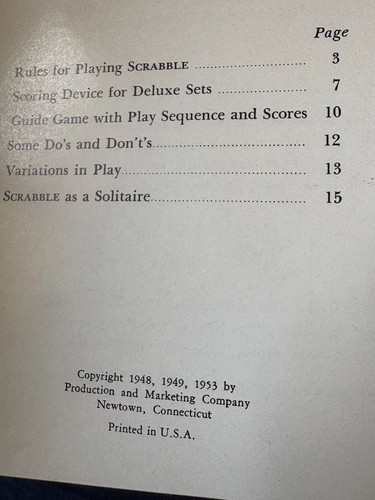 Page
Rules for Playing SCRABBLE ............................ 3
Scoring Device for Deluxe Sets ...................... 7
Guide Game with Play Sequence and Scores 10
Some Do's and Don't's...................................... 12
Variations in Play.............................................. 13
SCRABBLE as a Solitaire....................................... 15
Copyright 1948, 1949, 1953 by
Production and Marketing Company
Newtown, Connecticut
Printed in U.S.A.